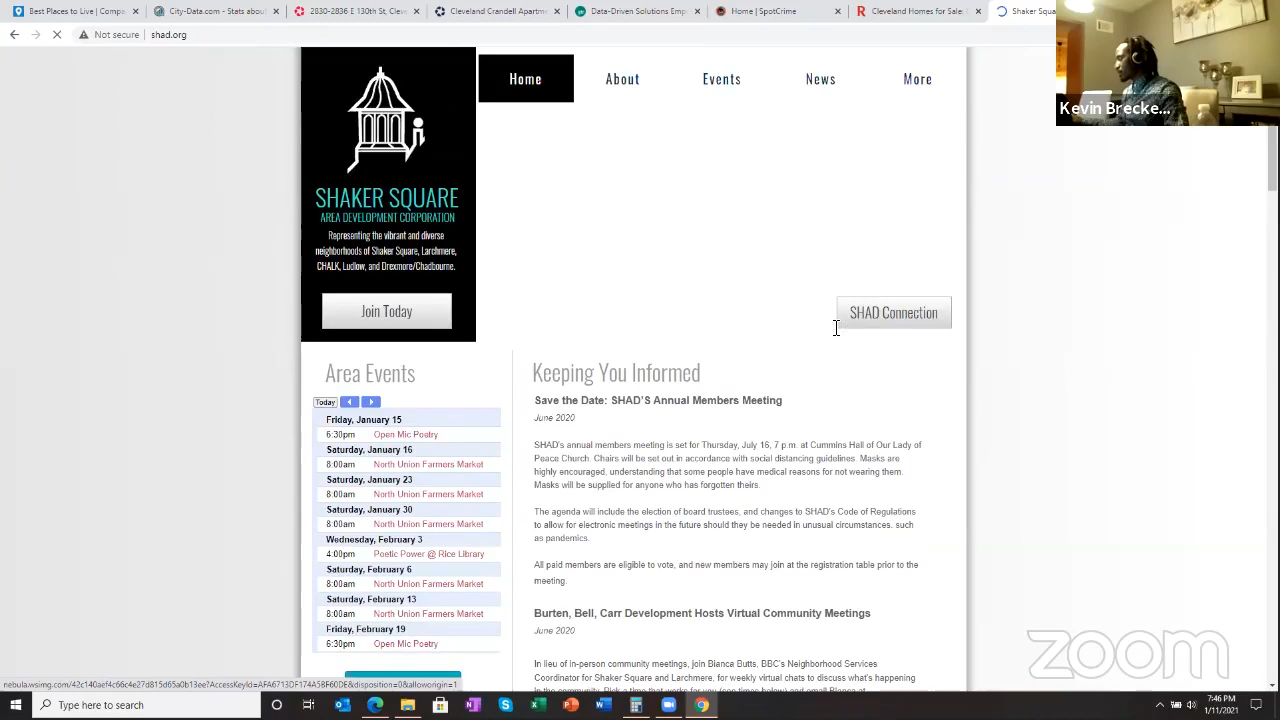 Best Places to Live | Compar
City-Data.com - Stats about
2830-2836 E 130th St, Clevel
Cleveland Crandell Apartme
Data-Driven Solutions Emp
Home | SpotCrime
Cleveland Homes for Sale:
Shaker Squa
Not secure | shad.org
Kevin Brecke...
Home
About
Events
News
More
SHAKER SQUARE
AREA DEVELOPMENT CORPORATION
Representing the vibrant and diverse
neighborhoods of Shaker Square, Larchmere,
CHALK, Ludlow, and Drexmore/Chadbourne.
Join Today
SHAD Connection
Area Events
Today
Friday, January 15
6:30pm Open Mic Poetry
Saturday, January 16
8:00am North Union Farmers Market
Saturday, January 23
8:00am North Union Farmers Market
Saturday, January 30
8:00am North Union Farmers Market
Wednesday, February 3
4:00pm Poetic Power @ Rice Library
Saturday, February 6
8:00am North Union Farmers Market
Saturday, February 13
8:00am North Union Farmers Market
Friday, February 19
6:30pm Open Mic Poetry
Keeping You Informed
Save the Date: SHAD'S Annual Members Meeting
June 2020
SHAD's annual members meeting is set for Thursday, July 16, 7 p.m. at Cummins Hall of Our Lady of
Peace Church. Chairs will be set out in accordance with social distancing guidelines. Masks are
highly encouraged, understanding that some people have medical reasons for not wearing them.
Masks will be supplied for anyone who has forgotten theirs.
The agenda will include the election of board trustees, and changes to SHAD's Code of Regulations
to allow for electronic meetings in the future should they be needed in unusual circumstances, such
as pandemics.
All paid members are eligible to vote, and new members may join at the registration table prior to the
meeting.
Burten, Bell, Carr Development Hosts Virtual Community Meetings
June 2020
In lieu of in-person community meetings, join Bianca Butts, BBC's Neighborhood Services
Coordinator for Shaker Square and Larchmere, for weekly virtual chats to discuss what's happening
zoom
Type here to search
7:46 PM
1/11/2021